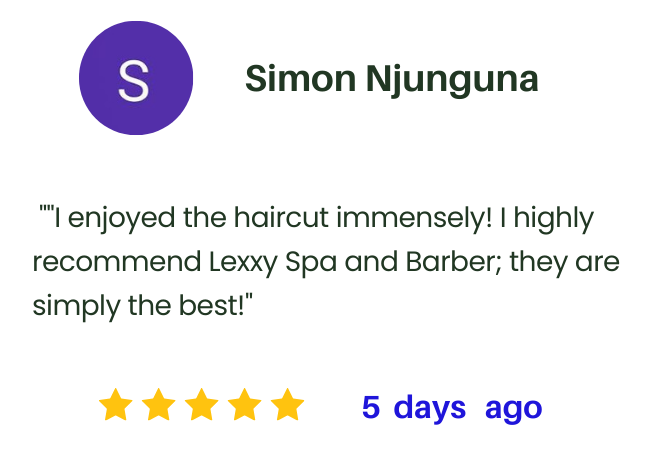 S
Simon Njunguna
""I enjoyed the haircut immensely! I highly
recommend Lexxy Spa and Barber; they are
simply the best!"
5 days ago